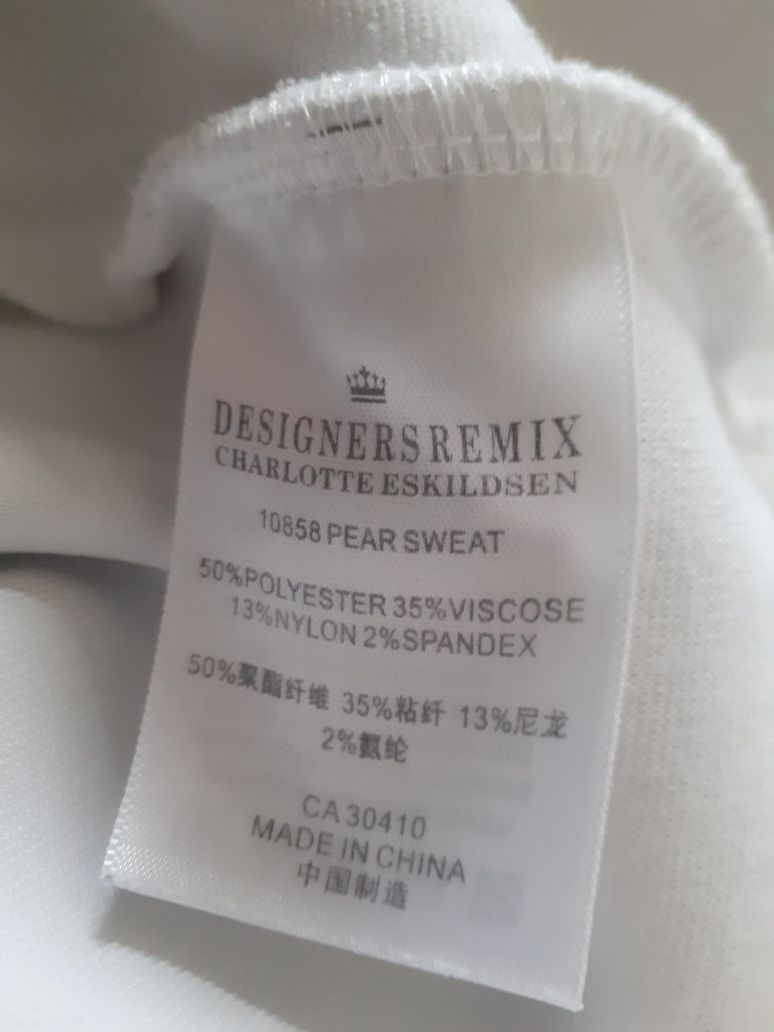 DESIGNERSREMIX
CHARLOTTE ESKILDSEN
10858 PEAR SWEAT
50%POLYESTER 35%VISCOSE
13%NYLON 2%SPANDEX
50%聚酯纤维 35%粘纤 13%尼龙
2%氨纶
CA 30410
MADE IN CHINA
中国制造